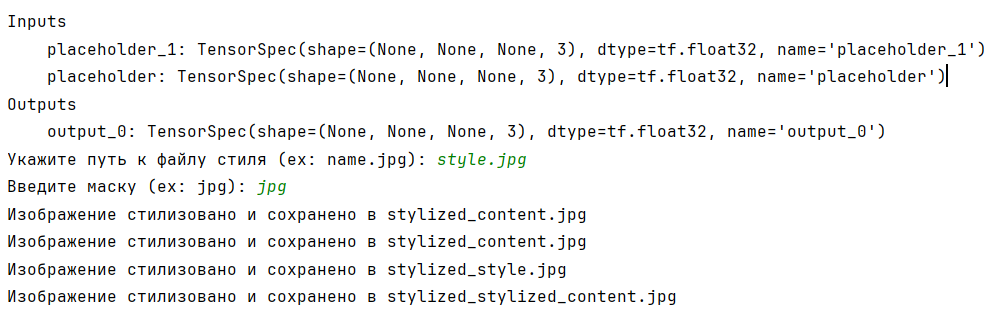 Inputs
placeholder_1: TensorSpec(shape=(None, None, None, 3), dtype=tf.float32, name='placeholder_1')
placeholder: TensorSpec(shape=(None, None, None, 3), dtype=tf.float32, name='placeholder')
Outputs
output_0: TensorSpec(shape=(None, None, None, 3), dtype=tf.float32, name='output_0')
Укажите путь к файлу стиля (ex: name.jpg): style.jpg
Введите маску (ex: jpg): jpg
Изображение стилизовано и сохранено в stylized_content.jpg
Изображение стилизовано и сохранено в stylized_content.jpg
Изображение стилизовано и сохранено в stylized_style.jpg
Изображение стилизовано и сохранено в stylized_stylized_content.jpg